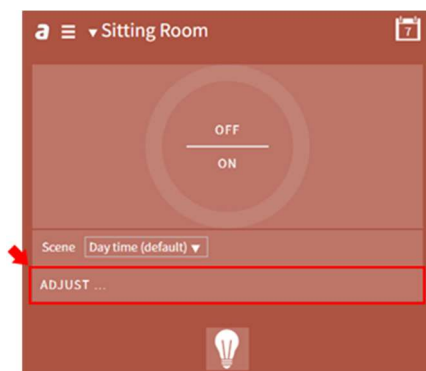 a ☰ ▾ Sitting Room 7
OFF
ON
Scene Day time (default) ▼
ADJUST ...